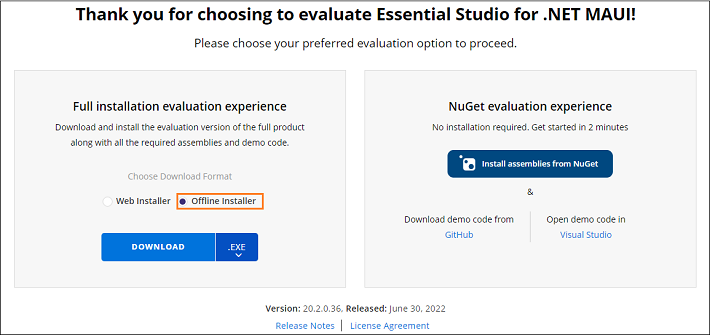 Thank you for choosing to evaluate Essential Studio for .NET MAUI!
Please choose your preferred evaluation option to proceed.
Full installation evaluation experience
Download and install the evaluation version of the full product
along with all the required assemblies and demo code.
Choose Download Format
Web Installer
Offline Installer
DOWNLOAD
.EXE
NuGet evaluation experience
No installation required. Get started in 2 minutes
Install assemblies from NuGet
&
Download demo code from
GitHub
Open demo code in
Visual Studio
Version: 20.2.0.36, Released: June 30, 2022
Release Notes
License Agreement